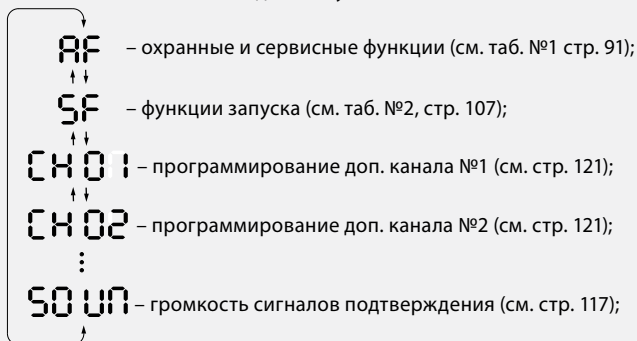 AF – охранные и сервисные функции (см. таб. №1 стр. 91);
SF – функции запуска (см. таб. №2, стр. 107);
CH 01 – программирование доп. канала №1 (см. стр. 121);
CH 02 – программирование доп. канала №2 (см. стр. 121);
SO UN – громкость сигналов подтверждения (см. стр. 117);